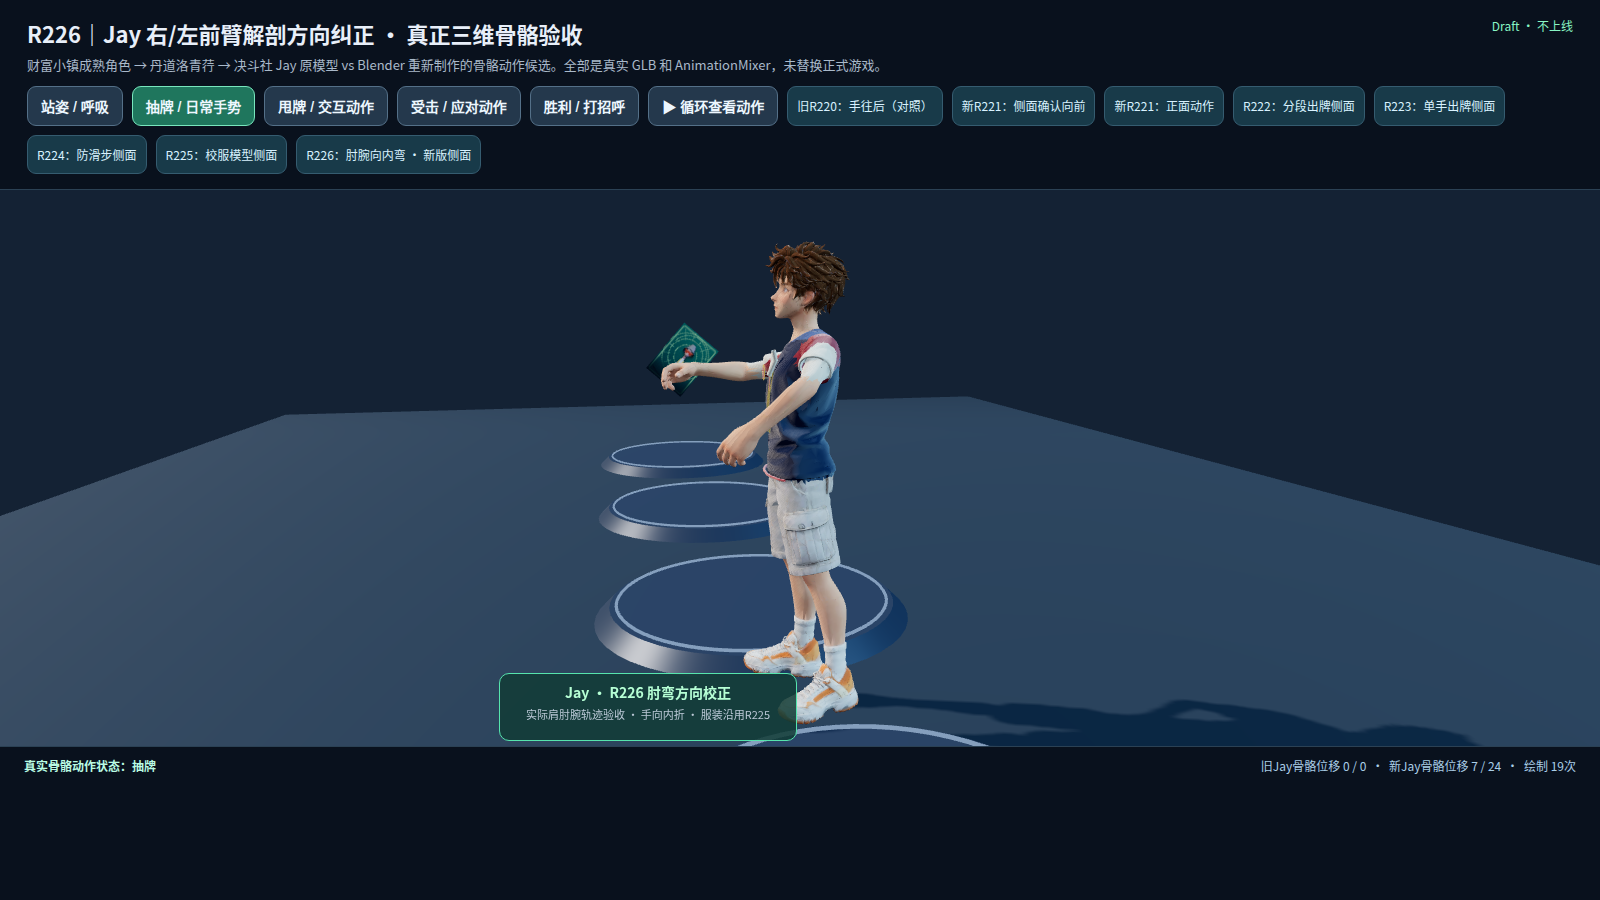 R226｜Jay 右/左前臂解剖方向纠正 · 真正三维骨骼验收
Draft · 不上线
财富小镇成熟角色 → 丹道洛青荇 → 决斗社 Jay 原模型 vs Blender 重新制作的骨骼动作候选。全部是真实 GLB 和 AnimationMixer，未替换正式游戏。
站姿 / 呼吸
抽牌 / 日常手势
甩牌 / 交互动作
受击 / 应对动作
胜利 / 打招呼
▶ 循环查看动作
旧R220：手往后（对照）
新R221：侧面确认向前
新R221：正面动作
R222：分段出牌侧面
R223：单手出牌侧面
R224：防滑步侧面
R225：校服模型侧面
R226：肘腕向内弯 · 新版侧面
Jay · R226 肘弯方向校正
实际肩肘腕轨迹验收 · 手向内折 · 服装沿用R225
真实骨骼动作状态：抽牌
旧Jay骨骼位移 0 / 0 · 新Jay骨骼位移 7 / 24 · 绘制 19次